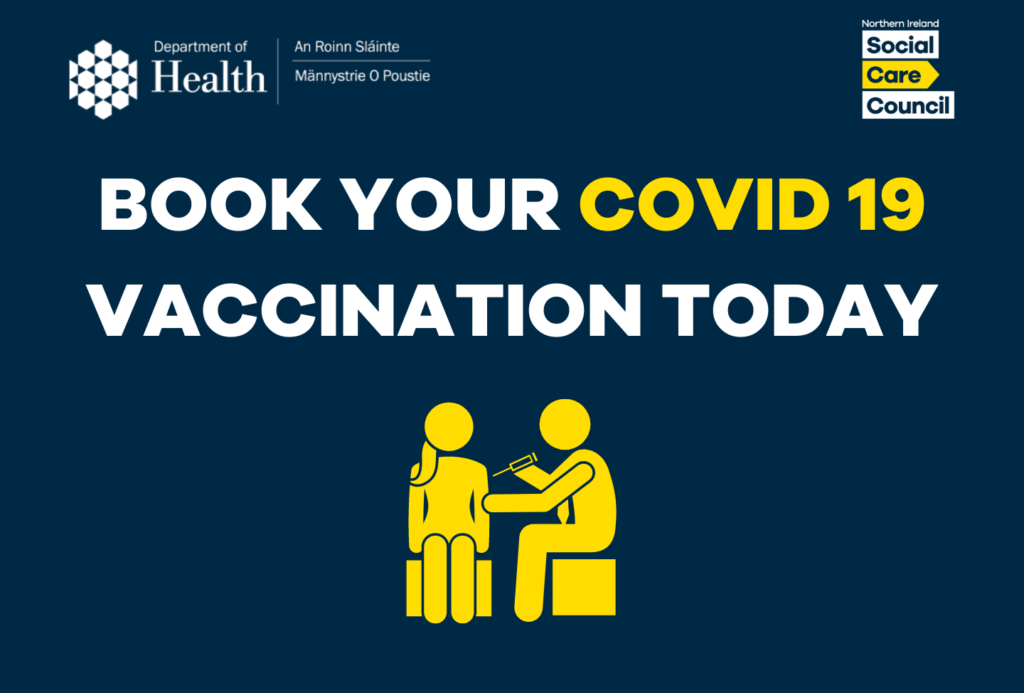 Department of
Health
An Roinn Sláinte
Männystrie O Poustie
Northern Ireland
Social
Care
Council
BOOK YOUR COVID 19
VACCINATION TODAY